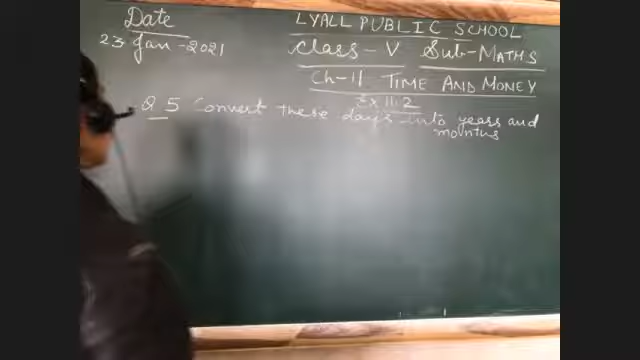 Date
23 Jan - 2021
LYALL PUBLIC SCHOOL
Class - V Sub - MATHS
Ch-11 TIME AND MONEY
Ex 11.2
Q 5 Convert these days into years and
months